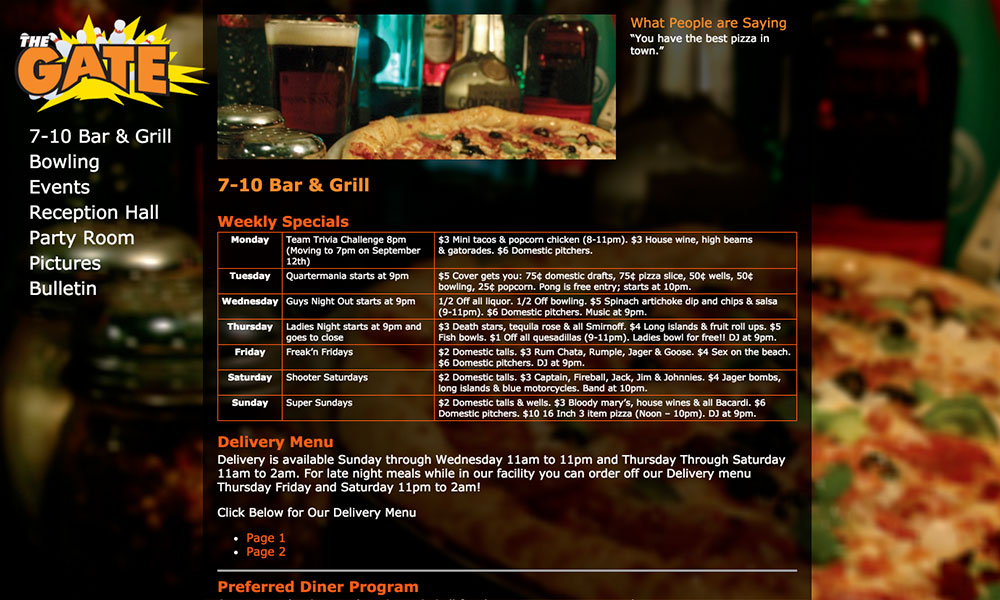 THE
GATE
7-10 Bar & Grill
Bowling
Events
Reception Hall
Party Room
Pictures
Bulletin
What People are Saying
“You have the best pizza in
town.”
7-10 Bar & Grill
Weekly Specials
Monday
Team Trivia Challenge 8pm
(Moving to 7pm on September
12th)
$3 Mini tacos & popcorn chicken (8-11pm). $3 House wine, high beams
& gatorades. $6 Domestic pitchers.
Tuesday
Quartermania starts at 9pm
$5 Cover gets you: 75¢ domestic drafts, 75¢ pizza slice, 50¢ wells, 50¢
bowling, 25¢ popcorn. Pong is free entry; starts at 10pm.
Wednesday
Guys Night Out starts at 9pm
1/2 Off all liquor. 1/2 Off bowling. $5 Spinach artichoke dip and chips & salsa
(9-11pm). $6 Domestic pitchers. Music at 9pm.
Thursday
Ladies Night starts at 9pm and
goes to close
$3 Death stars, tequila rose & all Smirnoff. $4 Long islands & fruit roll ups. $5
Fish bowls. $1 Off all quesadillas (9-11pm). Ladies bowl for free!! DJ at 9pm.
Friday
Freak’n Fridays
$2 Domestic talls. $3 Rum Chata, Rumple, Jager & Goose. $4 Sex on the beach.
$6 Domestic pitchers. DJ at 9pm.
Saturday
Shooter Saturdays
$2 Domestic talls. $3 Captain, Fireball, Jack, Jim & Johnnies. $4 Jager bombs,
long islands & blue motorcycles. Band at 10pm.
Sunday
Super Sundays
$2 Domestic talls & wells. $3 Bloody mary’s, house wines & all Bacardi. $6
Domestic pitchers. $10 16 Inch 3 item pizza (Noon – 10pm). DJ at 9pm.
Delivery Menu
Delivery is available Sunday through Wednesday 11am to 11pm and Thursday Through Saturday
11am to 2am. For late night meals while in our facility you can order off our Delivery menu
Thursday Friday and Saturday 11pm to 2am!
Click Below for Our Delivery Menu
Page 1
Page 2
Preferred Diner Program